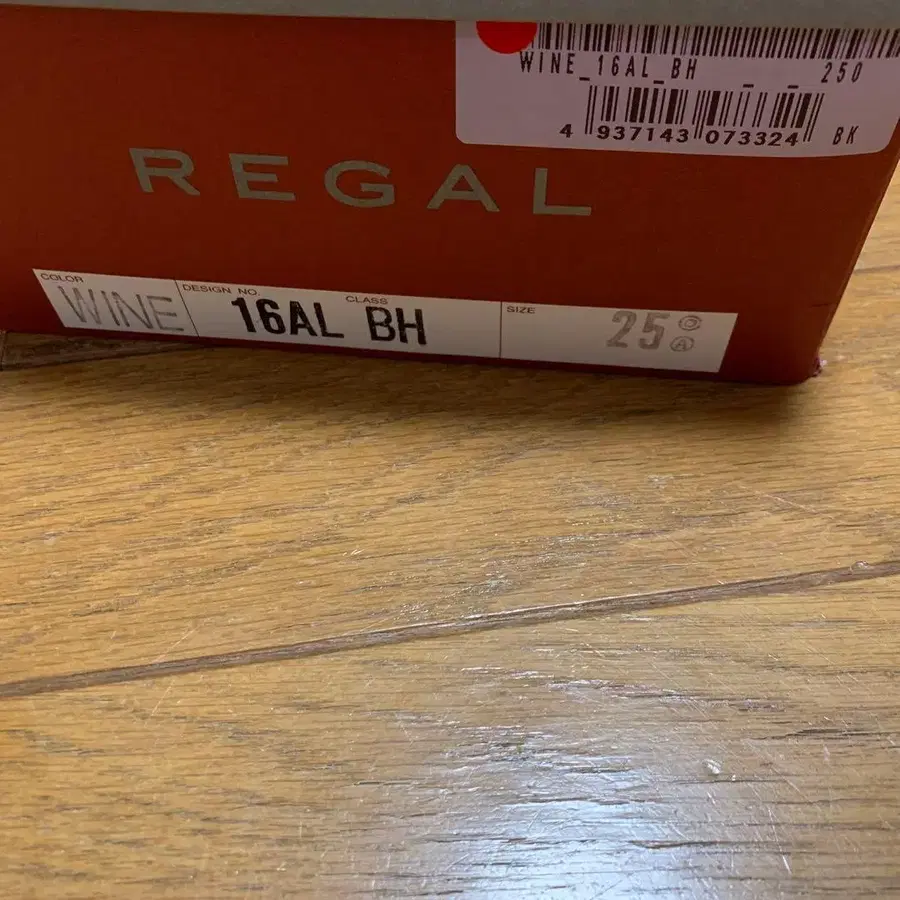 WINE_16AL_BH _ _ 250
4 937143 073324 BK
REGAL
COLOR DESIGN NO. CLASS SIZE
WINE 16AL BH 25 Ⓐ